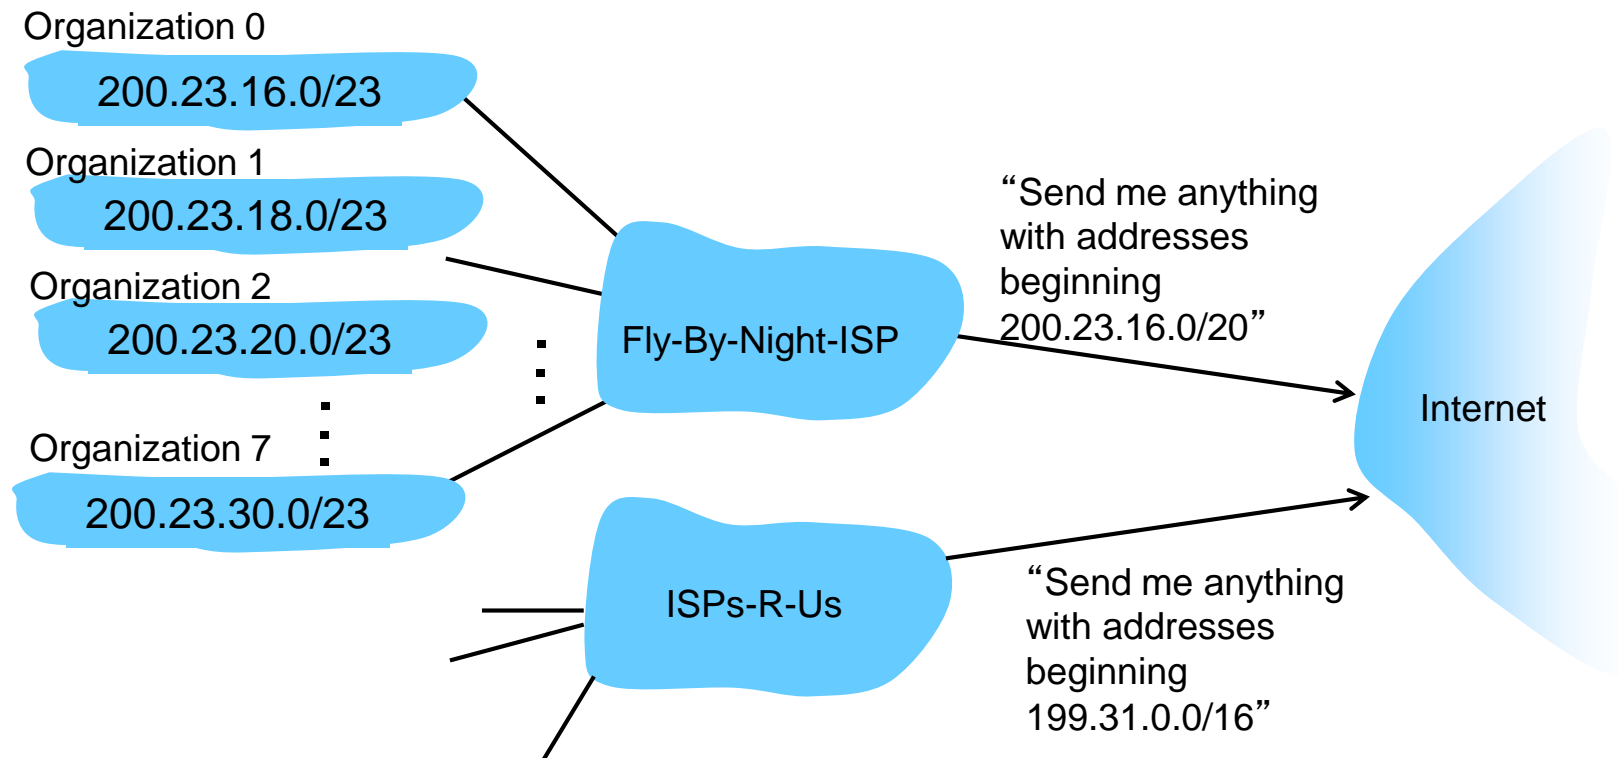 Organization 0
200.23.16.0/23
Organization 1
200.23.18.0/23
Organization 2
200.23.20.0/23
Organization 7
200.23.30.0/23
Fly-By-Night-ISP
“Send me anything
with addresses
beginning
200.23.16.0/20”
Internet
ISPs-R-Us
“Send me anything
with addresses
beginning
199.31.0.0/16”